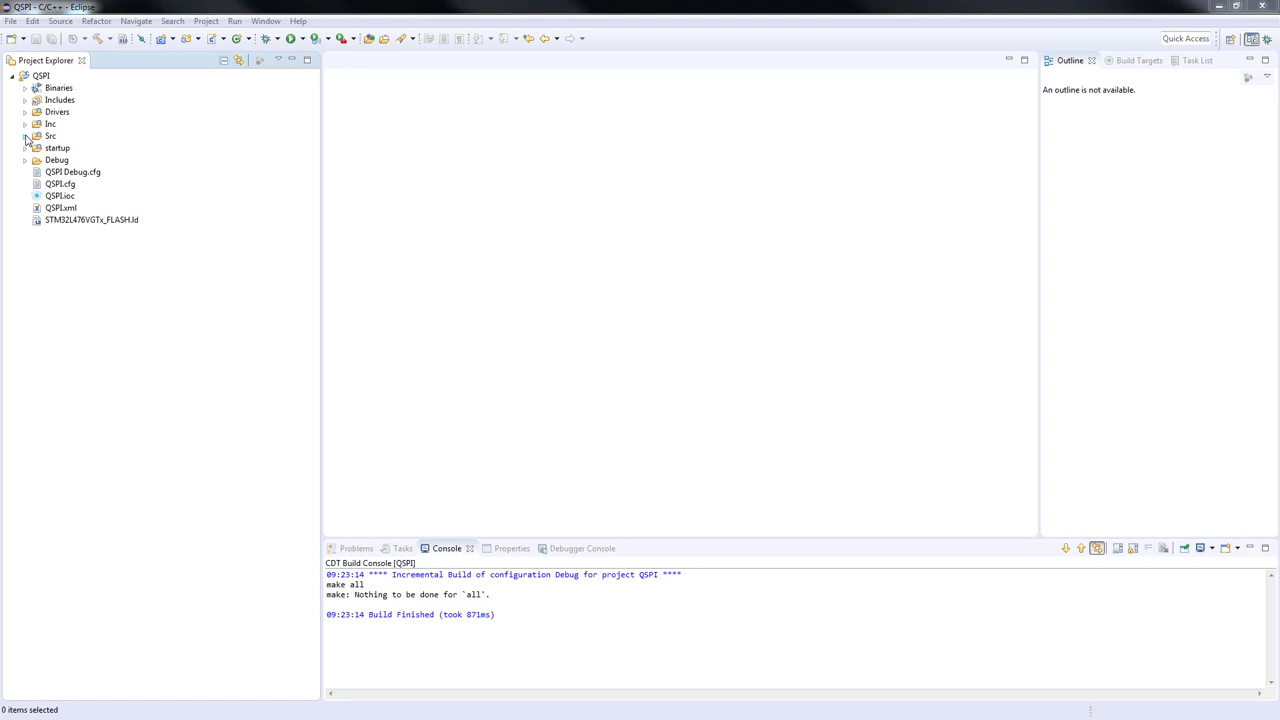 QSPI - C/C++ - Eclipse
File Edit Source Refactor Navigate Search Project Run Window Help
Quick Access
Project Explorer
QSPI
Binaries
Includes
Drivers
Inc
Src
startup
Debug
QSPI Debug.cfg
QSPI.cfg
QSPI.ioc
QSPI.xml
STM32L476VGTx_FLASH.ld
Outline Build Targets Task List
An outline is not available.
Problems Tasks Console Properties Debugger Console
CDT Build Console [QSPI]
09:23:14 **** Incremental Build of configuration Debug for project QSPI ****
make all
make: Nothing to be done for `all'.
09:23:14 Build Finished (took 871ms)
0 items selected